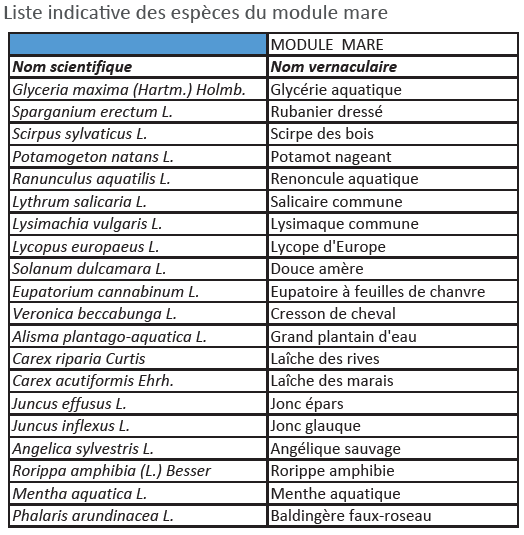 Liste indicative des espèces du module mare
MODULE  MARE
Nom scientifique Nom vernaculaire
Glyceria maxima (Hartm.) Holmb. Glycérie aquatique
Sparganium erectum L. Rubanier dressé
Scirpus sylvaticus L. Scirpe des bois
Potamogeton natans L. Potamot nageant
Ranunculus aquatilis L. Renoncule aquatique
Lythrum salicaria L. Salicaire commune
Lysimachia vulgaris L. Lysimaque commune
Lycopus europaeus L. Lycope d'Europe
Solanum dulcamara L. Douce amère
Eupatorium cannabinum L. Eupatoire à feuilles de chanvre
Veronica beccabunga L. Cresson de cheval
Alisma plantago-aquatica L. Grand plantain d'eau
Carex riparia Curtis Laîche des rives
Carex acutiformis Ehrh. Laîche des marais
Juncus effusus L. Jonc épars
Juncus inflexus L. Jonc glauque
Angelica sylvestris L. Angélique sauvage
Rorippa amphibia (L.) Besser Rorippe amphibie
Mentha aquatica L. Menthe aquatique
Phalaris arundinacea L. Baldingère faux-roseau